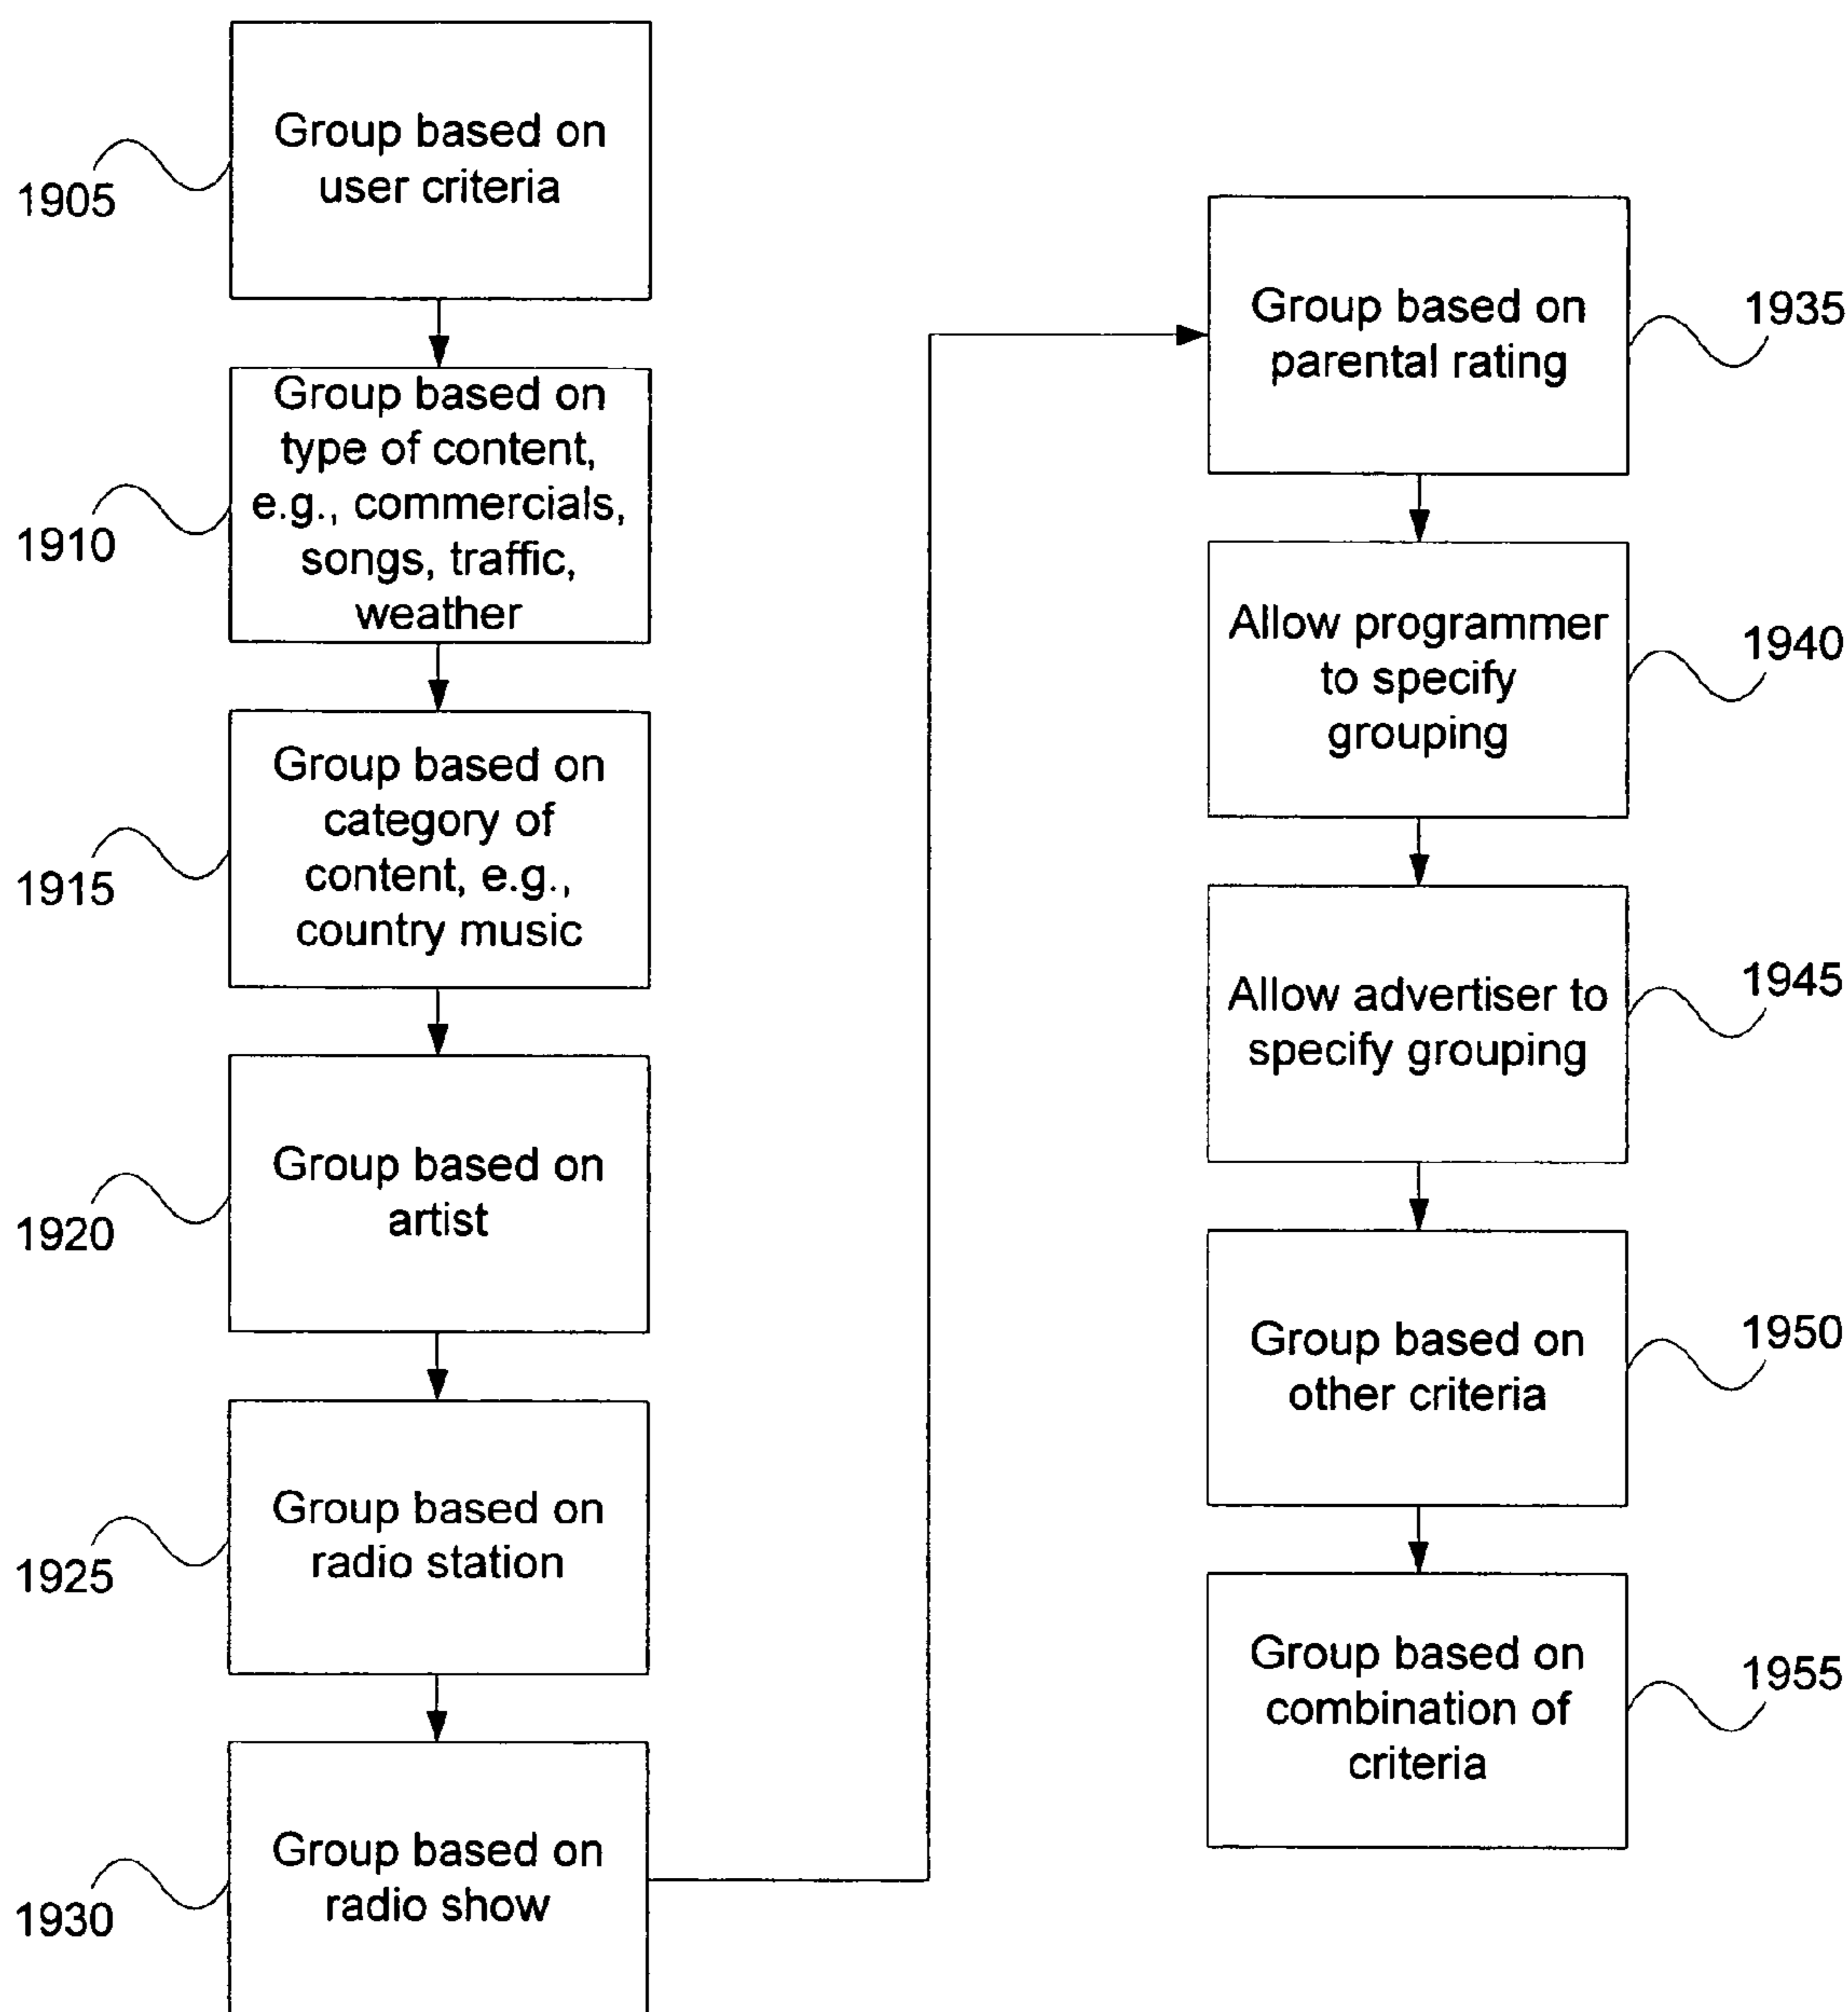 Group based on
user criteria
1905
Group based on
type of content,
e.g., commercials,
songs, traffic,
weather
1910
Group based on
category of
content, e.g.,
country music
1915
Group based on
artist
1920
Group based on
radio station
1925
Group based on
radio show
1930
Group based on
parental rating
1935
Allow programmer
to specify
grouping
1940
Allow advertiser to
specify grouping
1945
Group based on
other criteria
1950
Group based on
combination of
criteria
1955